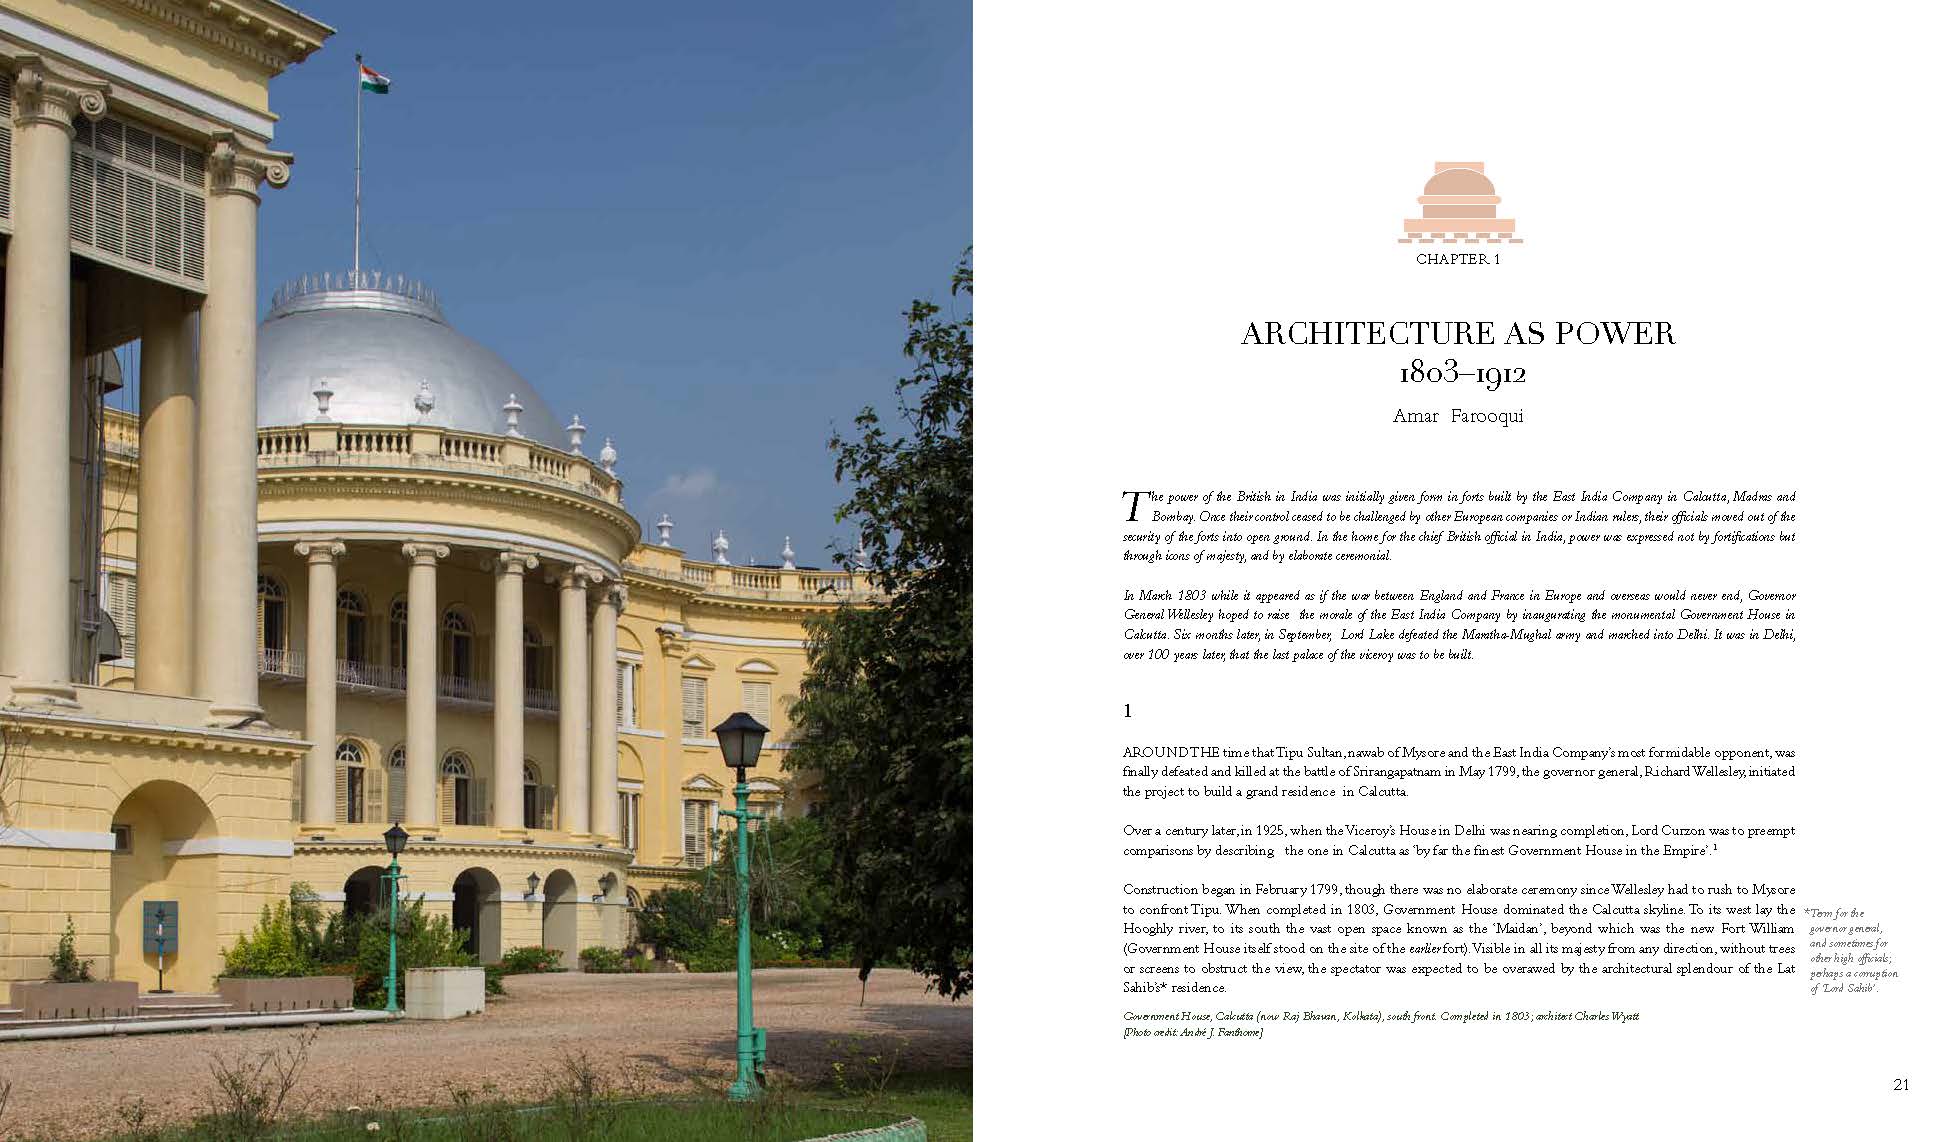 CHAPTER 1
ARCHITECTURE AS POWER
1803–1912
Amar Farooqui
The power of the British in India was initially given form in forts built by the East India Company in Calcutta, Madras and
Bombay. Once their control ceased to be challenged by other European companies or Indian rulers, their officials moved out of the
security of the forts into open ground. In the home for the chief British official in India, power was expressed not by fortifications but
through icons of majesty, and by elaborate ceremonial.
In March 1803 while it appeared as if the war between England and France in Europe and overseas would never end, Governor
General Wellesley hoped to raise the morale of the East India Company by inaugurating the monumental Government House in
Calcutta. Six months later, in September, Lord Lake defeated the Maratha-Mughal army and marched into Delhi. It was in Delhi,
over 100 years later, that the last palace of the viceroy was to be built.
1
AROUND THE time that Tipu Sultan, nawab of Mysore and the East India Company's most formidable opponent, was
finally defeated and killed at the battle of Srirangapatnam in May 1799, the governor general, Richard Wellesley, initiated
the project to build a grand residence in Calcutta.
Over a century later, in 1925, when the Viceroy's House in Delhi was nearing completion, Lord Curzon was to preempt
comparisons by describing the one in Calcutta as 'by far the finest Government House in the Empire'.1
Construction began in February 1799, though there was no elaborate ceremony since Wellesley had to rush to Mysore
to confront Tipu. When completed in 1803, Government House dominated the Calcutta skyline. To its west lay the
Hooghly river, to its south the vast open space known as the 'Maidan', beyond which was the new Fort William
(Government House itself stood on the site of the earlier fort). Visible in all its majesty from any direction, without trees
or screens to obstruct the view, the spectator was expected to be overawed by the architectural splendour of the Lat
Sahib's* residence.
*Term for the
governor general,
and sometimes for
other high officials;
perhaps a corruption
of 'Lord Sahib'.
Government House, Calcutta (now Raj Bhavan, Kolkata), south front. Completed in 1803; architect Charles Wyatt
[Photo credit: André J. Fanthome]
21